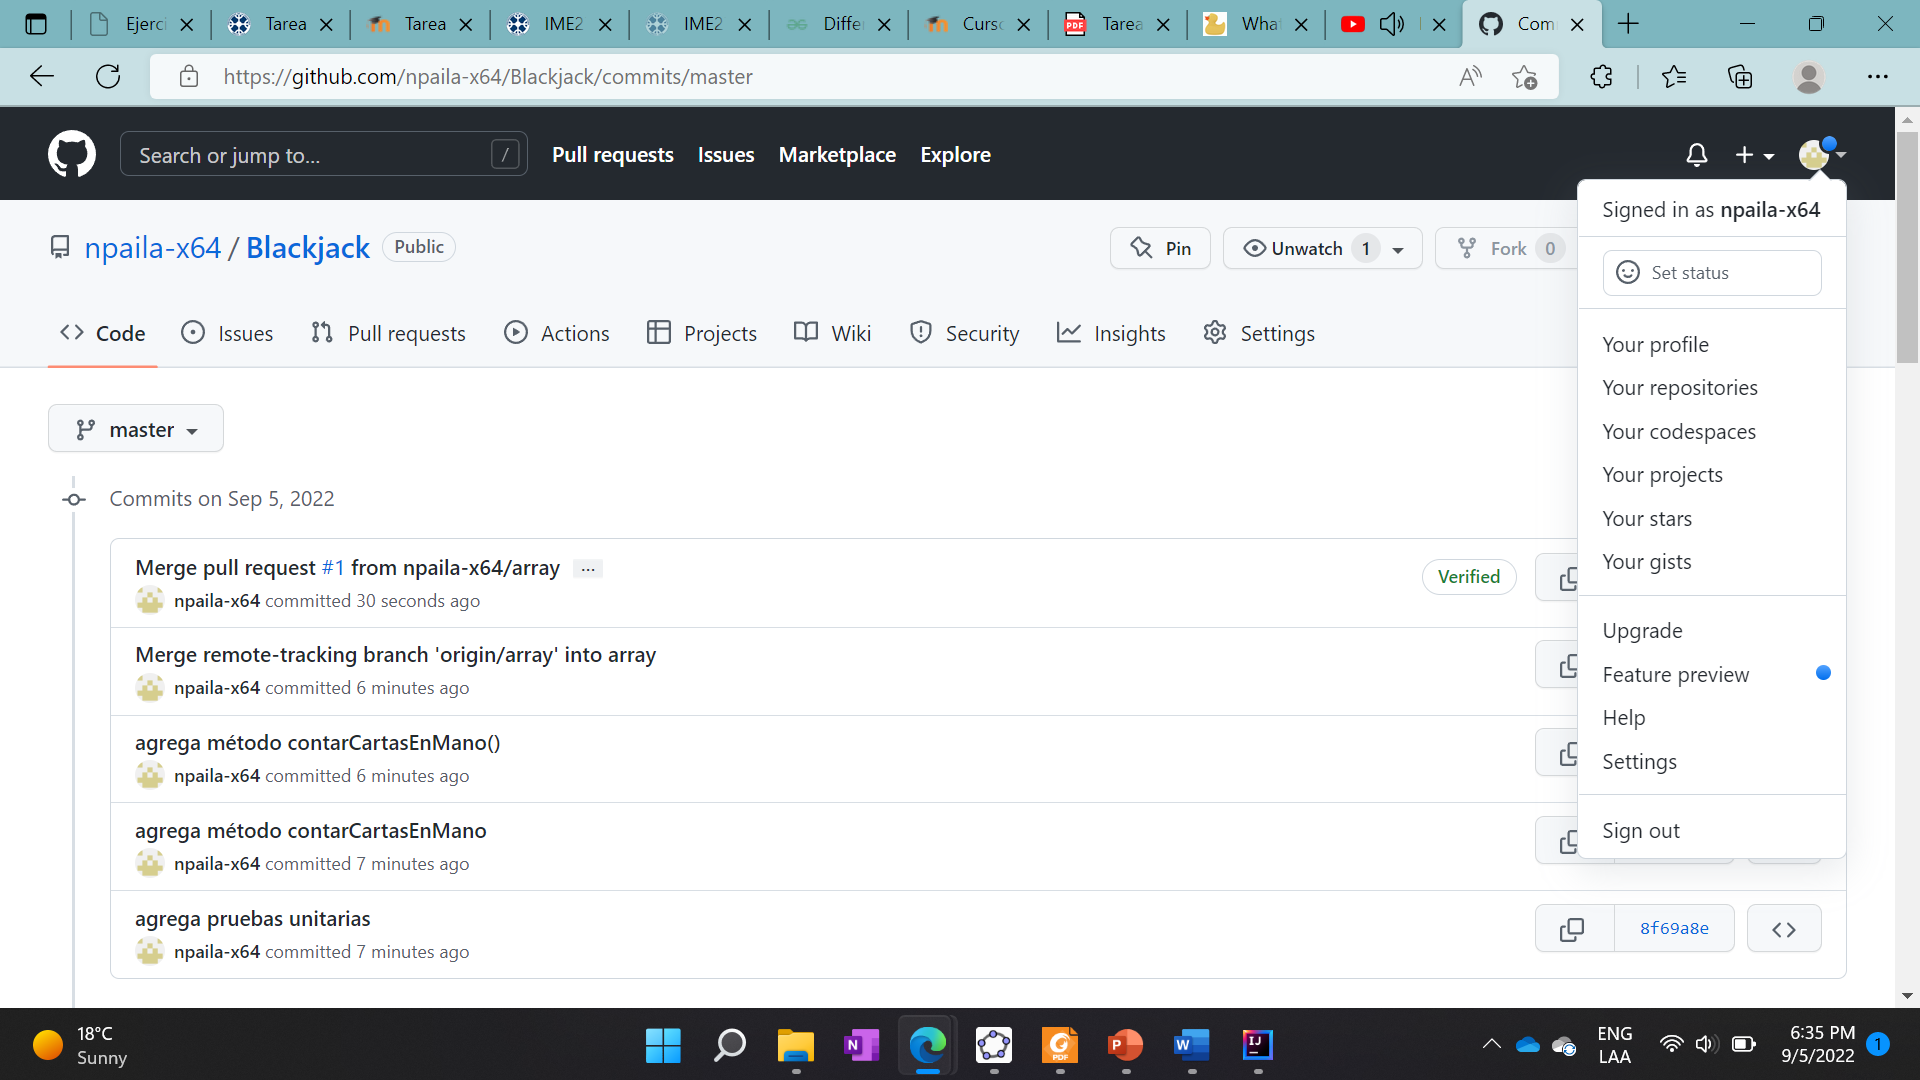 Ejerci
Tarea
Tarea
IME2
IME2
Differ
Curso
PDF
Tarea
What
Com
https://github.com/npaila-x64/Blackjack/commits/master
Search or jump to... /
Pull requests
Issues
Marketplace
Explore
Signed in as npaila-x64
Set status
Your profile
Your repositories
Your codespaces
Your projects
Your stars
Your gists
Upgrade
Feature preview
Help
Settings
Sign out
npaila-x64 / Blackjack Public
Pin
Unwatch 1
Fork 0
Code
Issues
Pull requests
Actions
Projects
Wiki
Security
Insights
Settings
master
Commits on Sep 5, 2022
Merge pull request #1 from npaila-x64/array ...
npaila-x64 committed 30 seconds ago
Verified
Merge remote-tracking branch 'origin/array' into array
npaila-x64 committed 6 minutes ago
agrega método contarCartasEnMano()
npaila-x64 committed 6 minutes ago
agrega método contarCartasEnMano
npaila-x64 committed 7 minutes ago
agrega pruebas unitarias
npaila-x64 committed 7 minutes ago
8f69a8e
18°C
Sunny
N
PDF
P
W
IJ
ENG
LAA
6:35 PM
9/5/2022
1